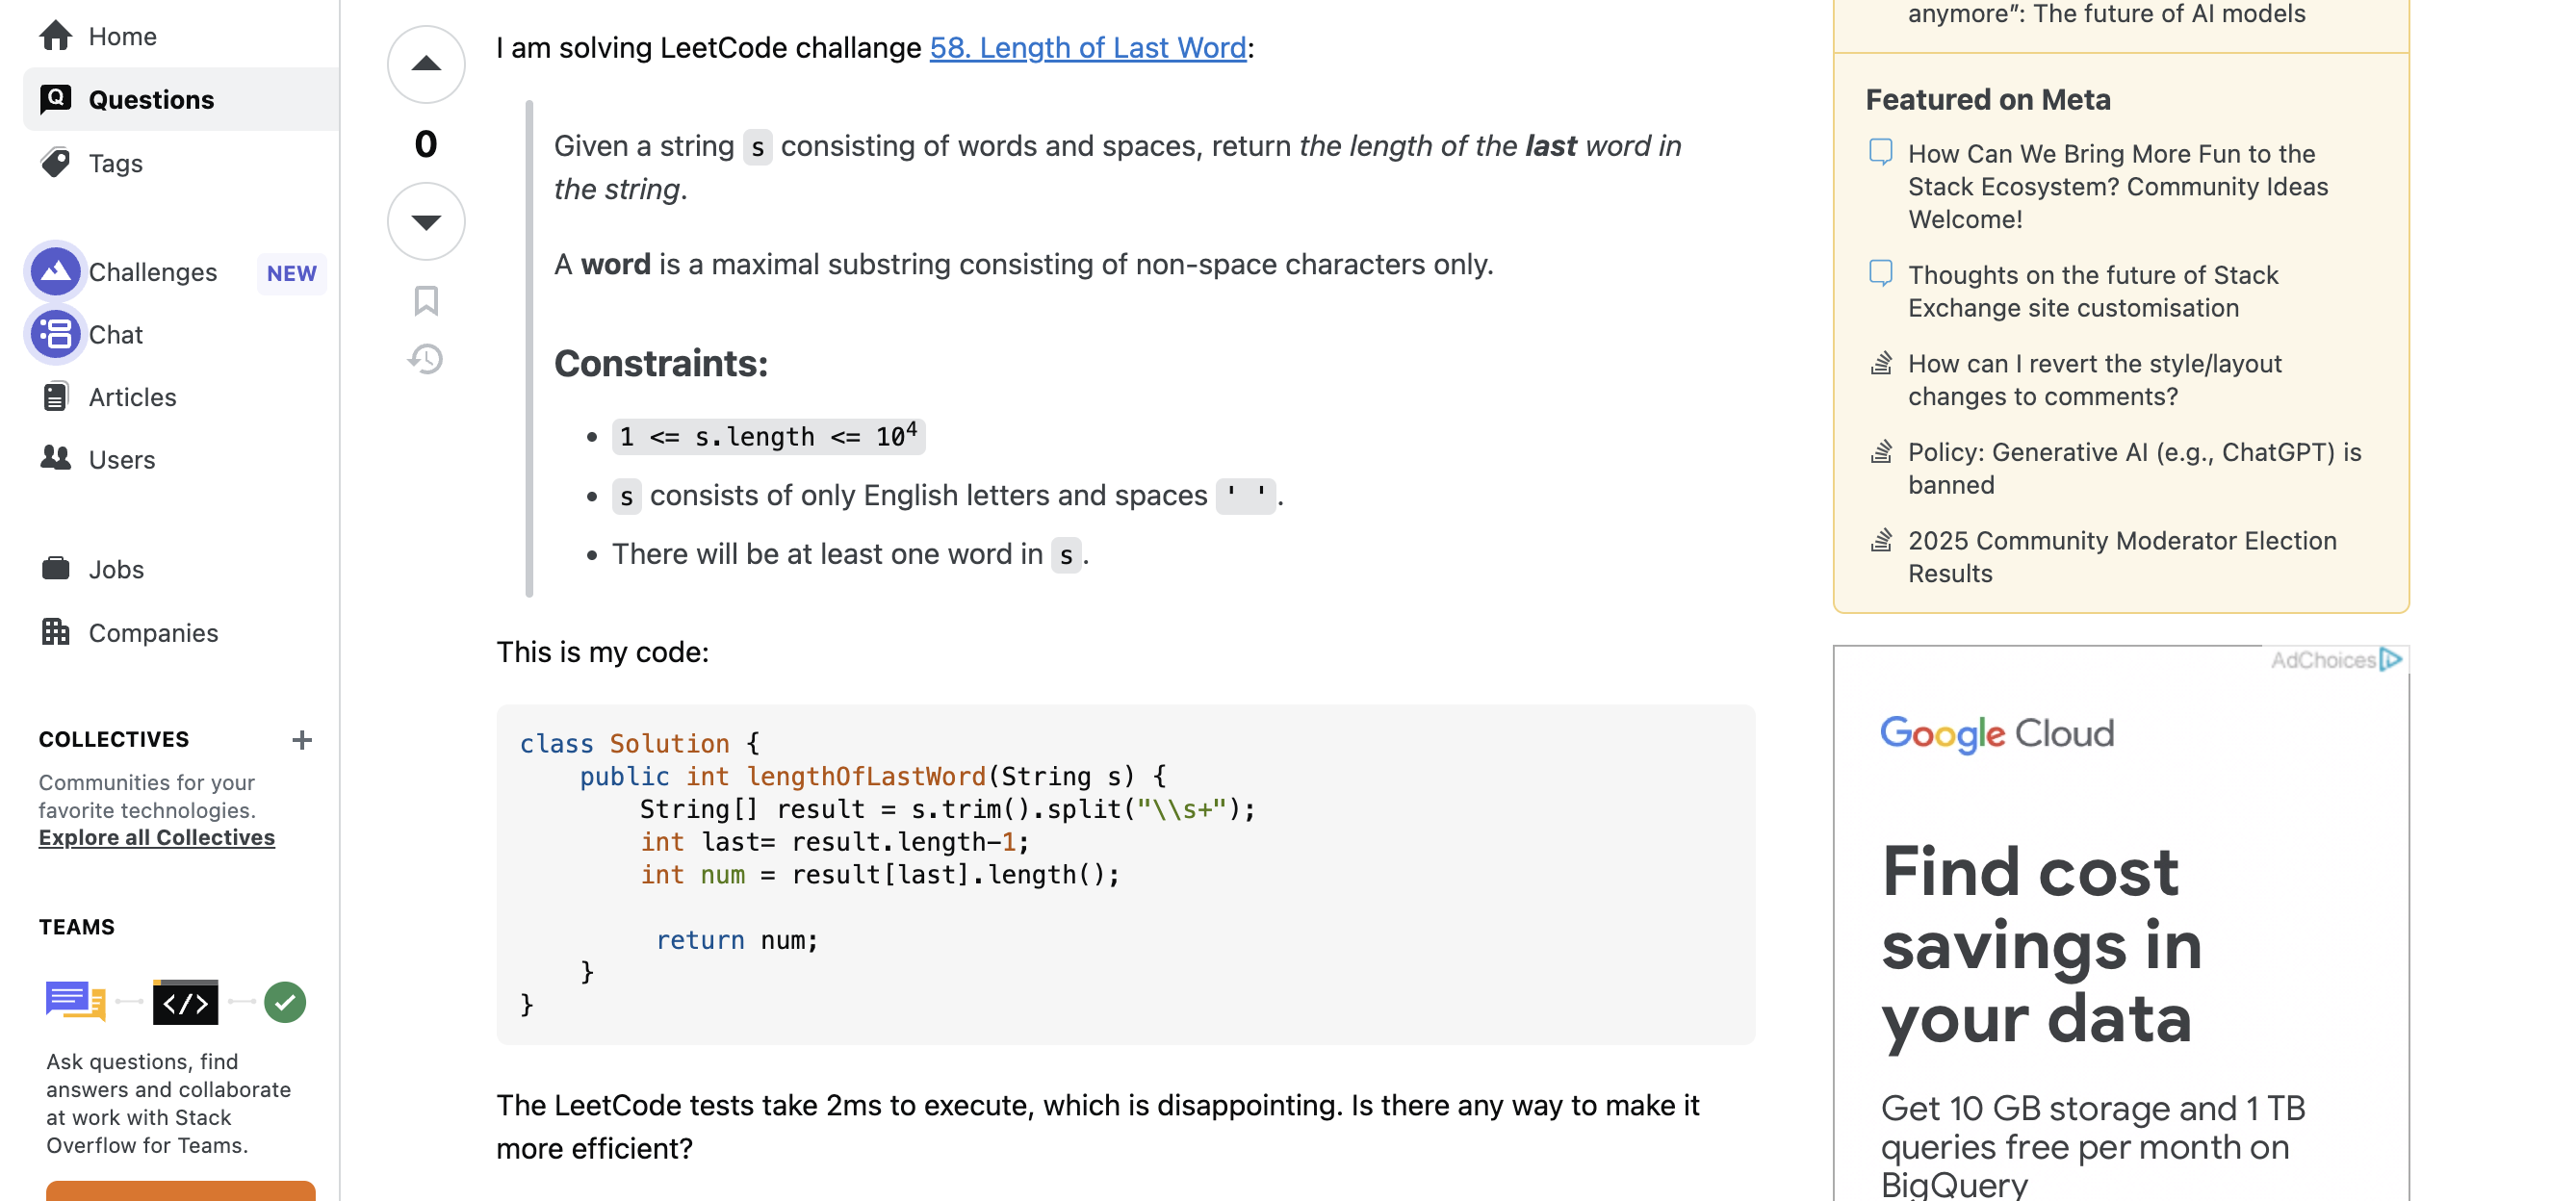 Home
Questions
Tags
Challenges NEW
Chat
Articles
Users
Jobs
Companies
COLLECTIVES
Communities for your
favorite technologies.
Explore all Collectives
TEAMS
</>
Ask questions, find
answers and collaborate
at work with Stack
Overflow for Teams.
0
I am solving LeetCode challange 58. Length of Last Word:
Given a string s consisting of words and spaces, return the length of the last word in
the string.
A word is a maximal substring consisting of non-space characters only.
Constraints:
• 1 <= s.length <= 10⁴
• s consists of only English letters and spaces ' '.
• There will be at least one word in s.
This is my code:
class Solution {
    public int lengthOfLastWord(String s) {
        String[] result = s.trim().split("\\s+");
        int last= result.length-1;
        int num = result[last].length();
         return num;
    }
}
The LeetCode tests take 2ms to execute, which is disappointing. Is there any way to make it
more efficient?
anymore”: The future of AI models
Featured on Meta
How Can We Bring More Fun to the
Stack Ecosystem? Community Ideas
Welcome!
Thoughts on the future of Stack
Exchange site customisation
How can I revert the style/layout
changes to comments?
Policy: Generative AI (e.g., ChatGPT) is
banned
2025 Community Moderator Election
Results
AdChoices
Google Cloud
Find cost
savings in
your data
Get 10 GB storage and 1 TB
queries free per month on
BigQuery